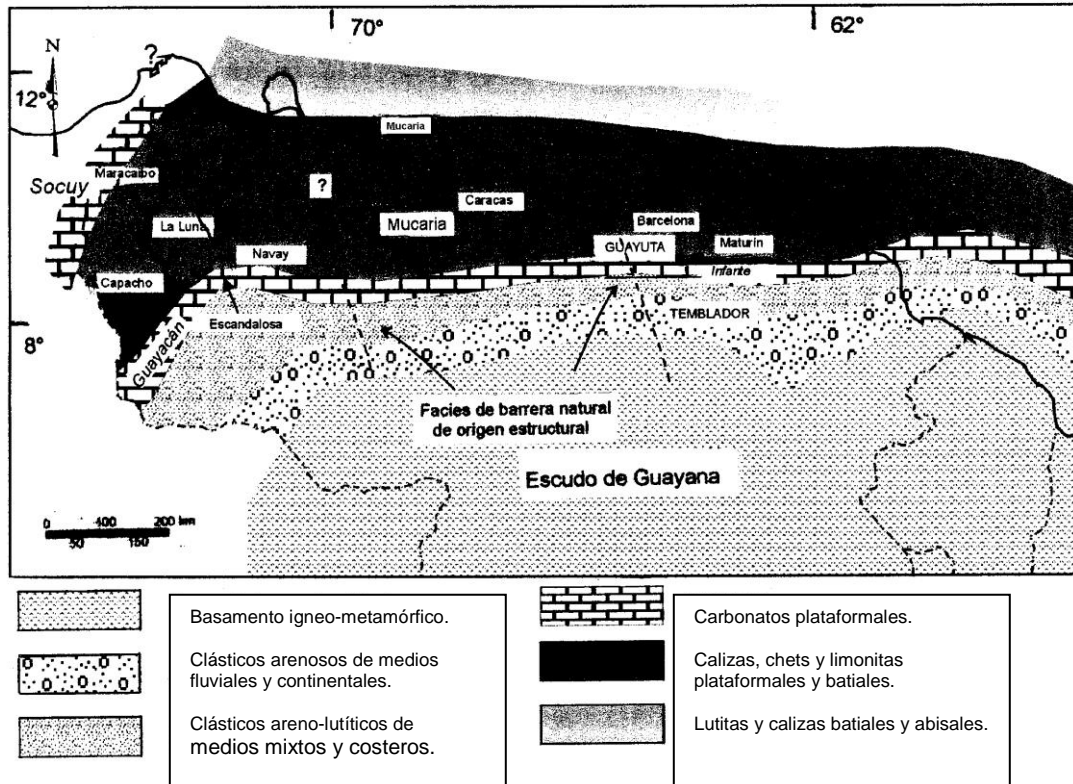 70°
62°
N
?
12°
Mucaria
Maracaibo
Socuy
?
Caracas
La Luna
Mucaria
Barcelona
GUAYUTA
Maturín
Navay
Infante
Capacho
Escandalosa
TEMBLADOR
8°
Guayacán
Facies de barrera natural
de origen estructural
Escudo de Guayana
0 100 200 km
50 150
Basamento igneo-metamórfico.
Clásticos arenosos de medios
fluviales y continentales.
Clásticos areno-lutíticos de
medios mixtos y costeros.
Carbonatos plataformales.
Calizas, chets y limonitas
plataformales y batiales.
Lutitas y calizas batiales y abisales.